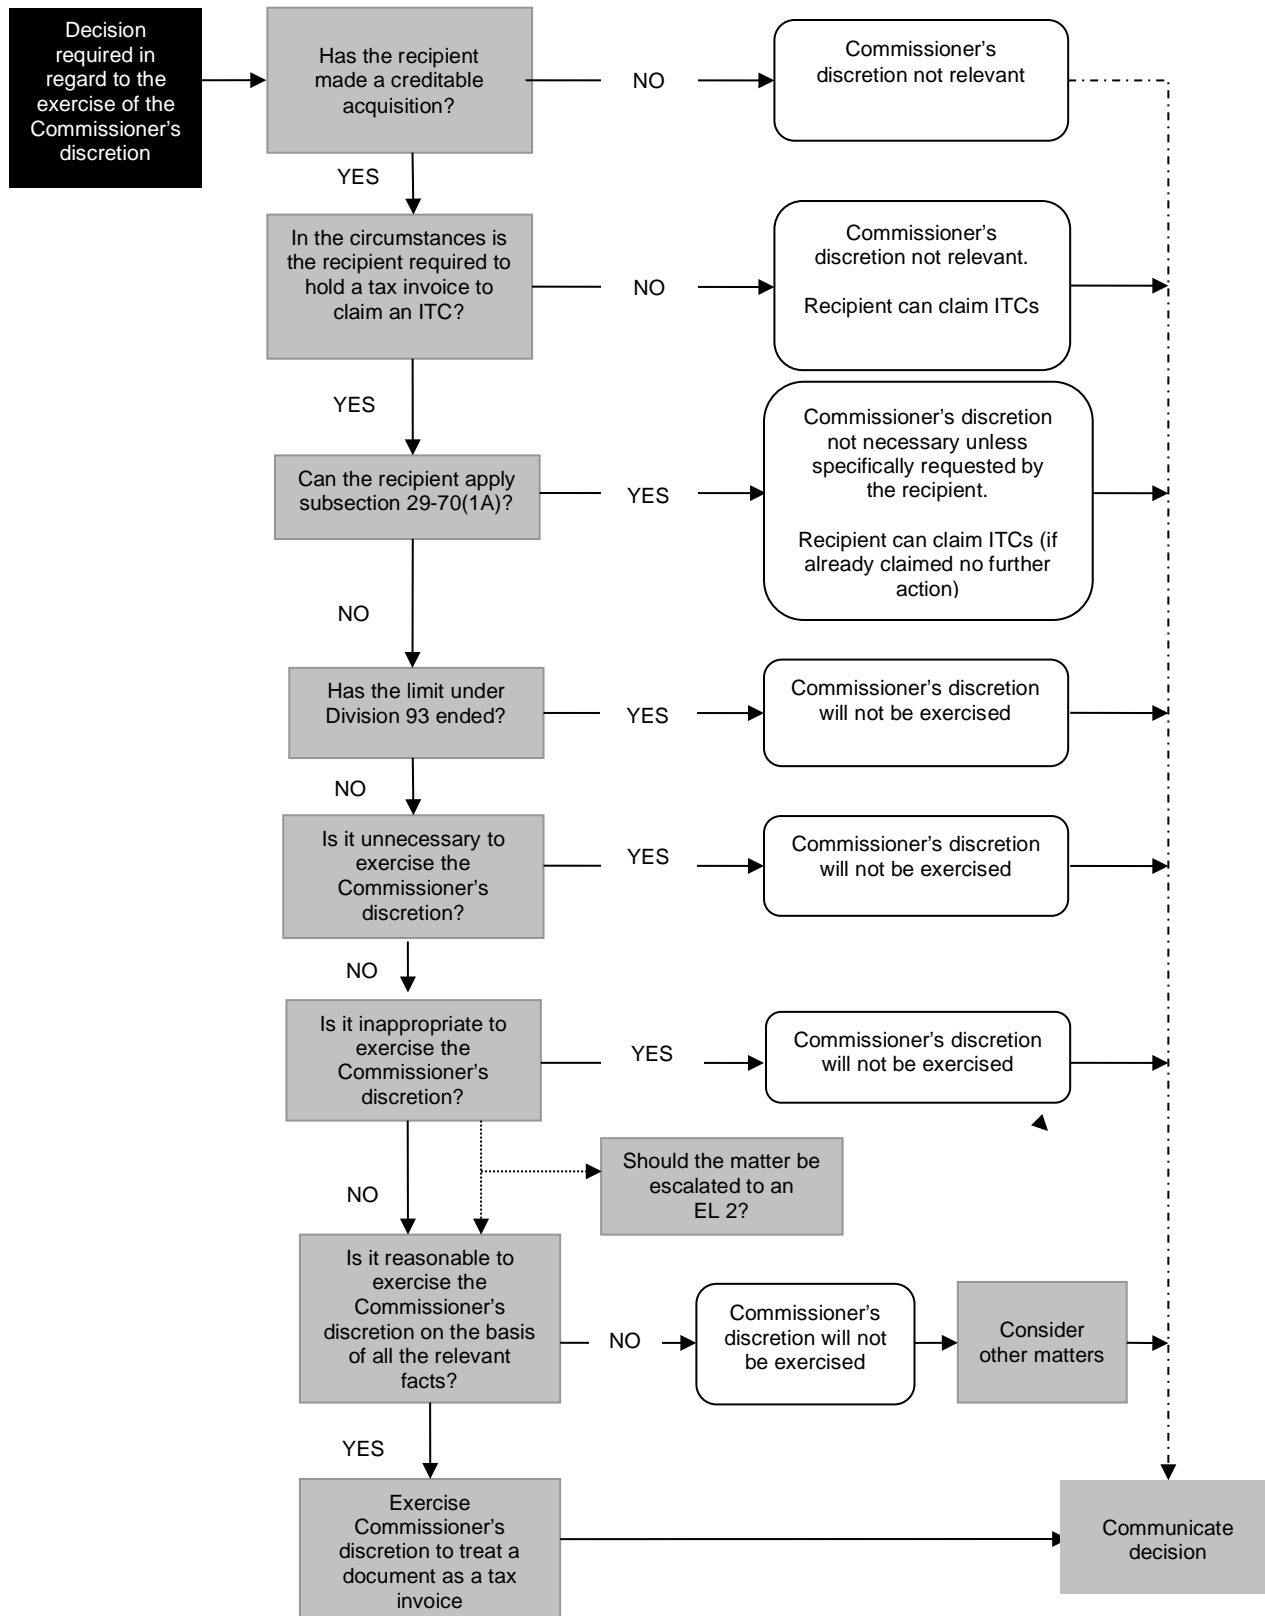 Decision
required in
regard to the
exercise of the
Commissioner's
discretion
Has the recipient
made a creditable
acquisition?
NO
Commissioner's
discretion not relevant
YES
In the circumstances is
the recipient required to
hold a tax invoice to
claim an ITC?
NO
Commissioner's
discretion not relevant.
Recipient can claim ITCs
YES
Can the recipient apply
subsection 29-70(1A)?
YES
Commissioner's discretion
not necessary unless
specifically requested by
the recipient.
Recipient can claim ITCs (if
already claimed no further
action)
NO
Has the limit under
Division 93 ended?
YES
Commissioner's discretion
will not be exercised
NO
Is it unnecessary to
exercise the
Commissioner's
discretion?
YES
Commissioner's discretion
will not be exercised
NO
Is it inappropriate to
exercise the
Commissioner's
discretion?
YES
Commissioner's discretion
will not be exercised
Should the matter be
escalated to an
EL 2?
NO
Is it reasonable to
exercise the
Commissioner's
discretion on the basis
of all the relevant
facts?
NO
Commissioner's
discretion will not
be exercised
Consider
other matters
YES
Exercise
Commissioner's
discretion to treat a
document as a tax
invoice
Communicate
decision